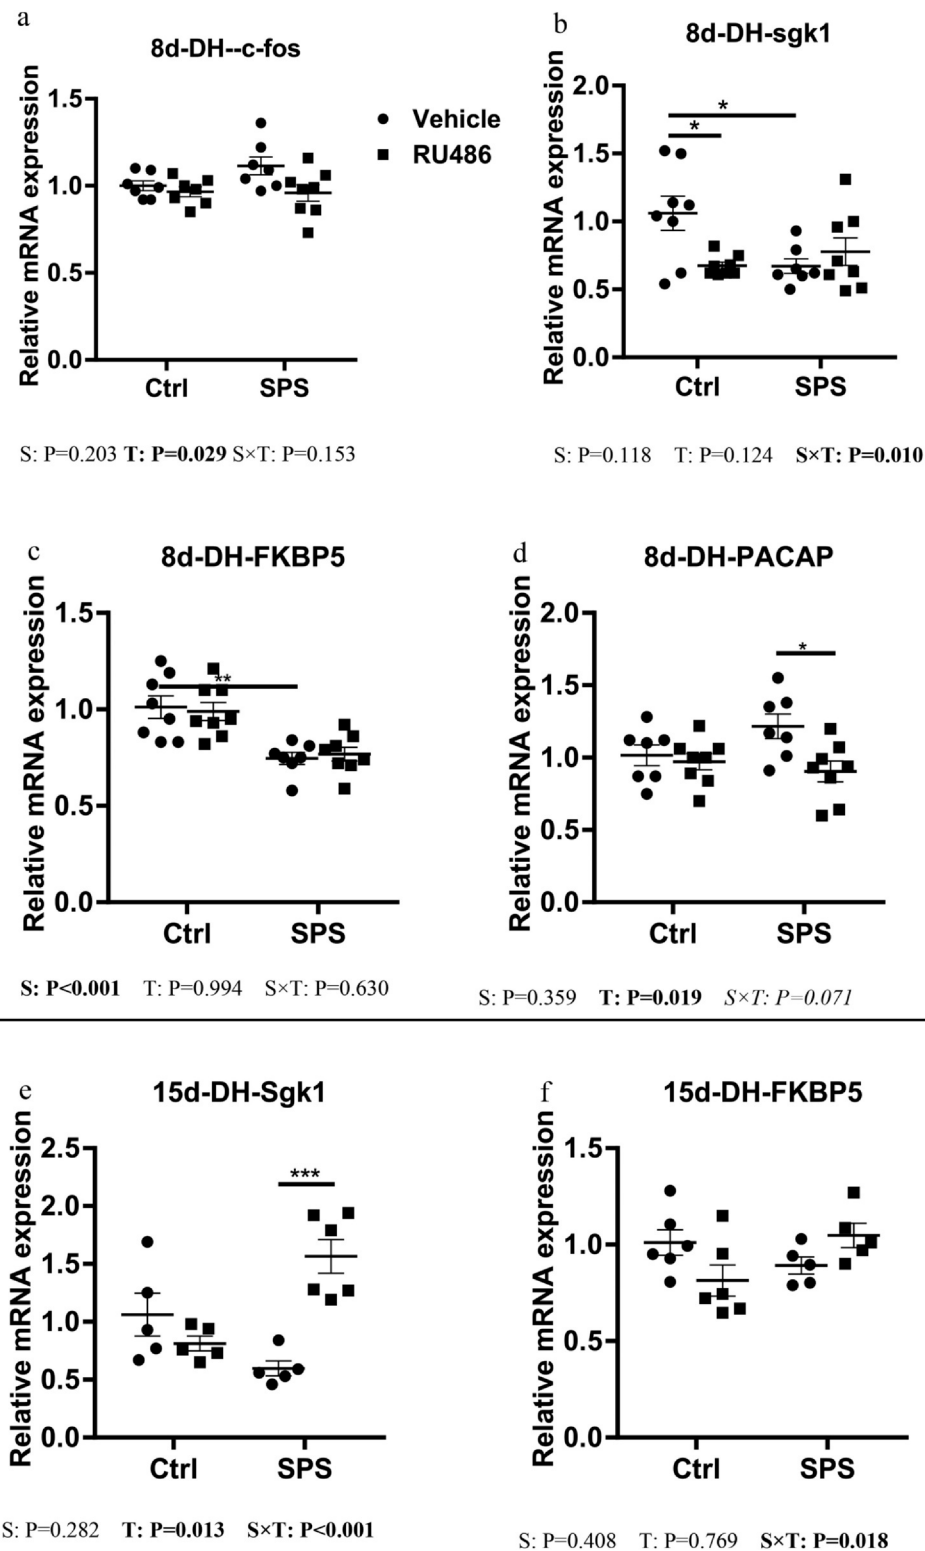 a
8d-DH--c-fos
Relative mRNA expression
1.5
1.0
0.5
0.0
Ctrl SPS
Vehicle
RU486
S: P=0.203 T: P=0.029 S×T: P=0.153
b
8d-DH-sgk1
Relative mRNA expression
2.0
1.5
1.0
0.5
0.0
*
*
Ctrl SPS
S: P=0.118 T: P=0.124 S×T: P=0.010
c
8d-DH-FKBP5
Relative mRNA expression
1.5
1.0
0.5
0.0
**
Ctrl SPS
S: P<0.001 T: P=0.994 S×T: P=0.630
d
8d-DH-PACAP
Relative mRNA expression
2.0
1.5
1.0
0.5
0.0
*
Ctrl SPS
S: P=0.359 T: P=0.019 S×T: P=0.071
e
15d-DH-Sgk1
Relative mRNA expression
2.5
2.0
1.5
1.0
0.5
0.0
***
Ctrl SPS
S: P=0.282 T: P=0.013 S×T: P<0.001
f
15d-DH-FKBP5
Relative mRNA expression
1.5
1.0
0.5
0.0
Ctrl SPS
S: P=0.408 T: P=0.769 S×T: P=0.018